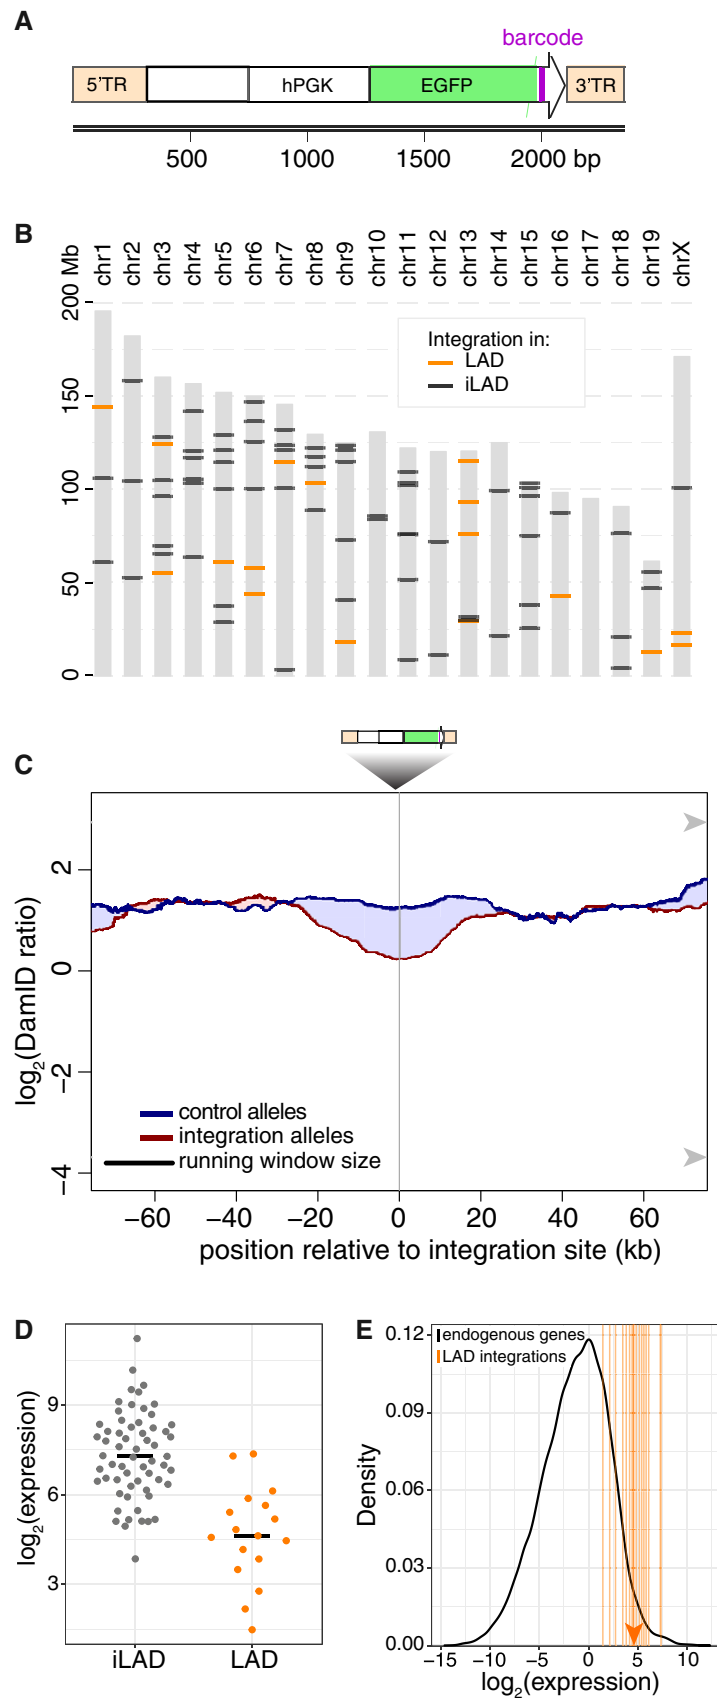 A
barcode
5'TR hPGK EGFP 3'TR
500 1000 1500 2000 bp
B
chr1 chr2 chr3 chr4 chr5 chr6 chr7 chr8 chr9 chr10 chr11 chr12 chr13 chr14 chr15 chr16 chr17 chr18 chr19 chrX
200 Mb
150
100
50
0
Integration in:
LAD
iLAD
C
log2(DamID ratio)
2
0
−2
−4
control alleles
integration alleles
running window size
−60 −40 −20 0 20 40 60
position relative to integration site (kb)
D
log2(expression)
9
6
3
iLAD LAD
E
endogenous genes
LAD integrations
Density
0.12
0.09
0.06
0.03
0.00
−15 −10 −5 0 5 10
log2(expression)